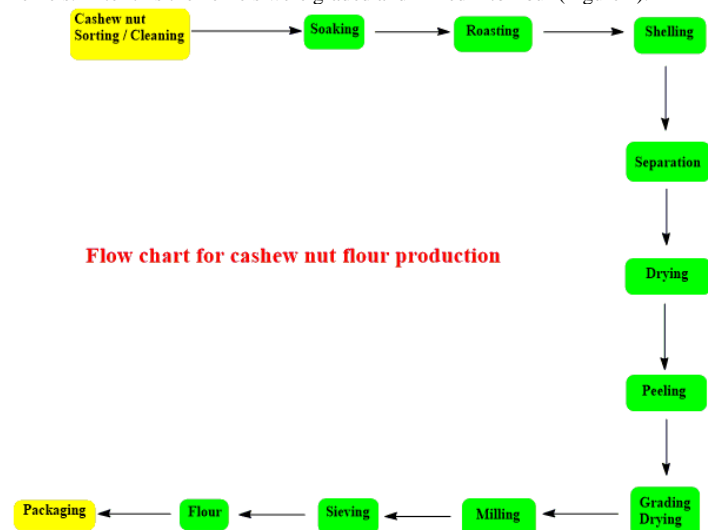 Cashew nut
Sorting / Cleaning
Soaking
Roasting
Shelling
Separation
Drying
Flow chart for cashew nut flour production
Peeling
Grading
Drying
Milling
Sieving
Flour
Packaging